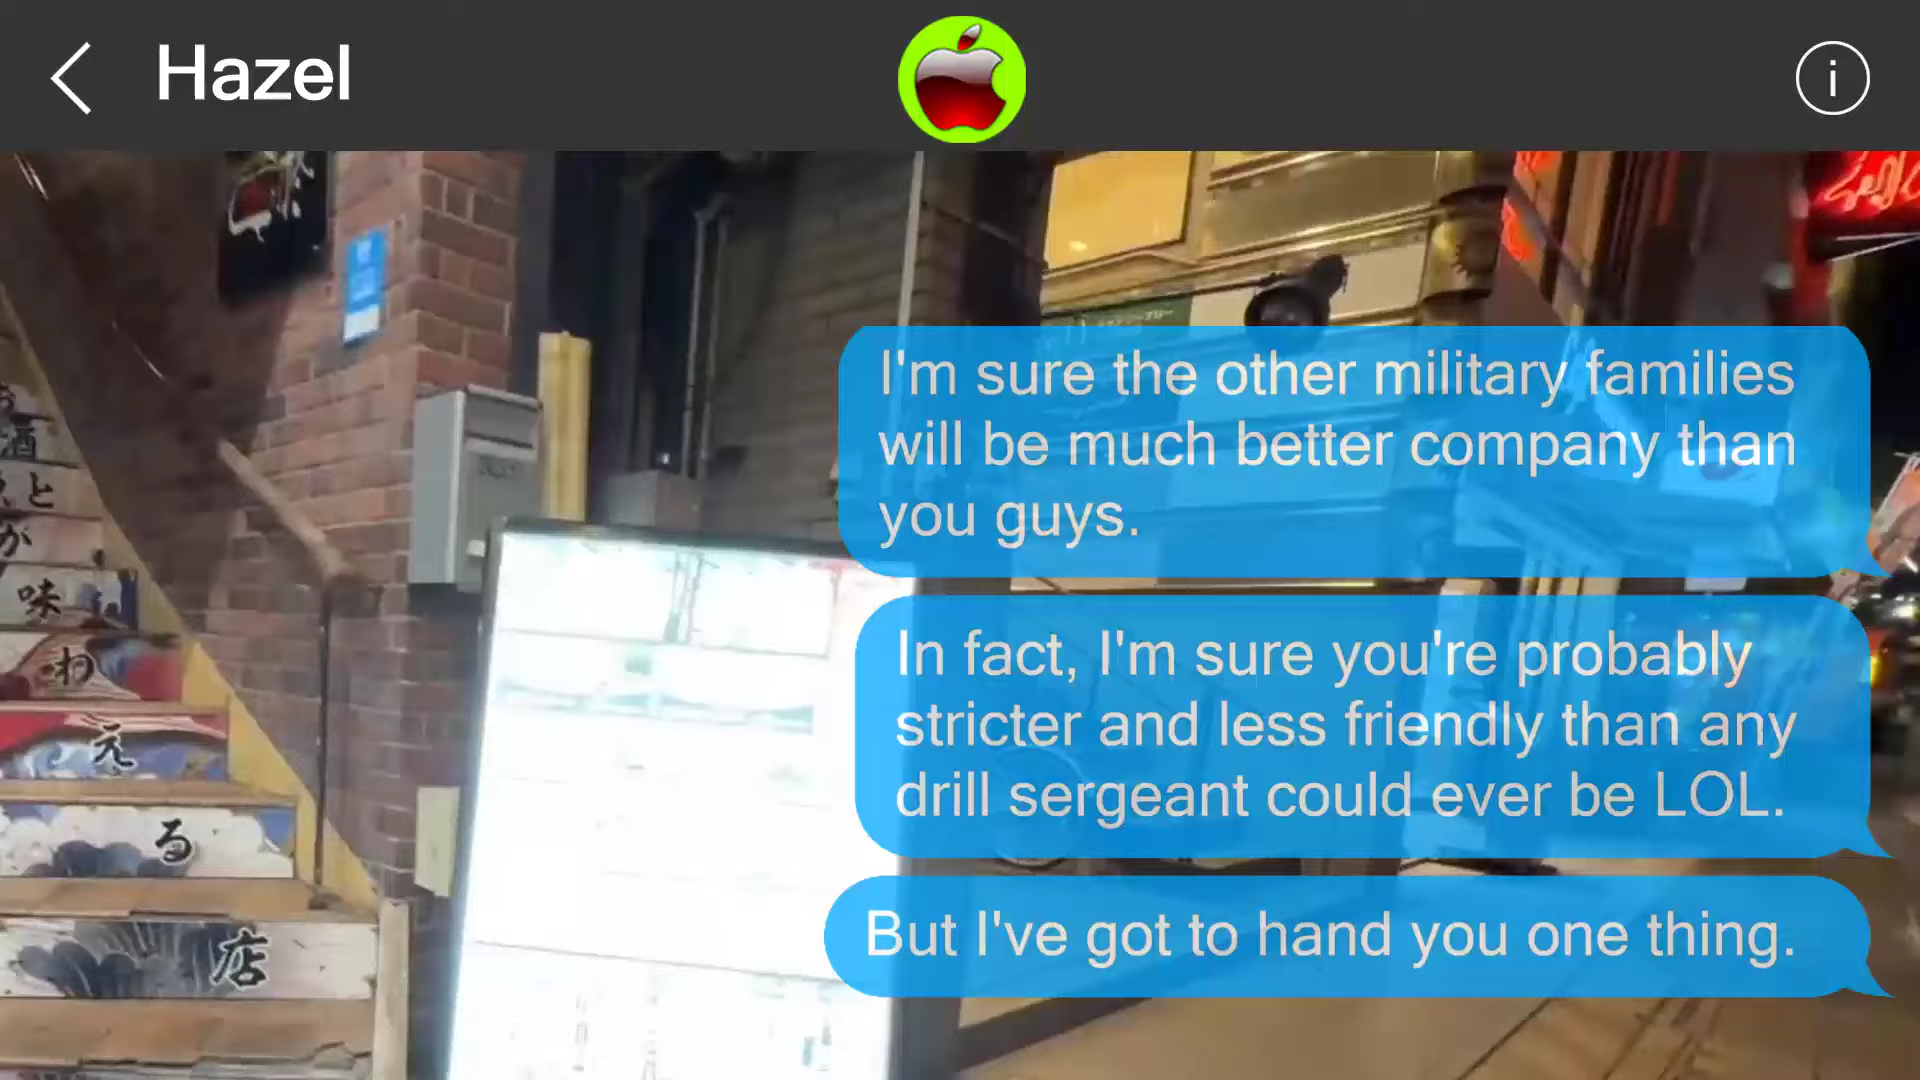 Hazel
i
I'm sure the other military families
will be much better company than
you guys.
In fact, I'm sure you're probably
stricter and less friendly than any
drill sergeant could ever be LOL.
But I've got to hand you one thing.
酒
と
が
味
わ
え
る
店